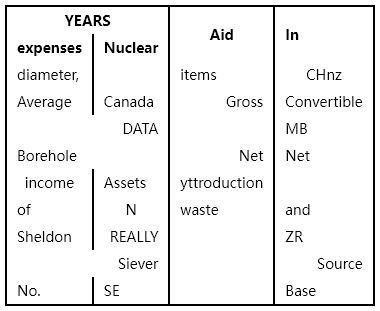 YEARS Aid In
expenses Nuclear
diameter, items CHnz
Average Canada Gross Convertible
DATA MB
Borehole Net Net
income Assets yttroduction
of N waste and
Sheldon REALLY ZR
Siever Source
No. SE Base